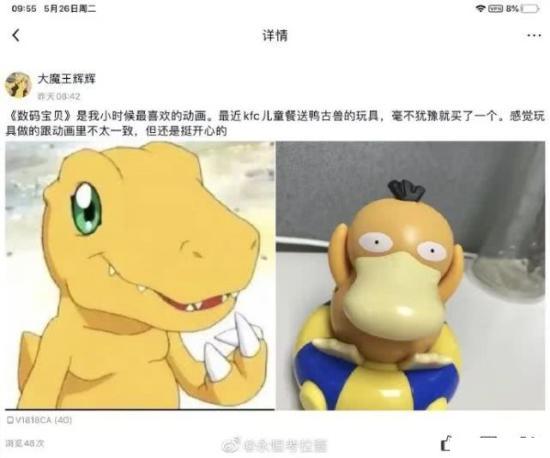 09:55 5月26日周二
VPN 8%
详情
大魔王辉辉
昨天 08:42
《数码宝贝》是我小时候最喜欢的动画。最近kfc儿童餐送鸭古兽的玩具，毫不犹豫就买了一个。感觉玩
具做的跟动画里不太一致，但还是挺开心的
V1818CA (4G)
浏览48次
@永恒考拉酱